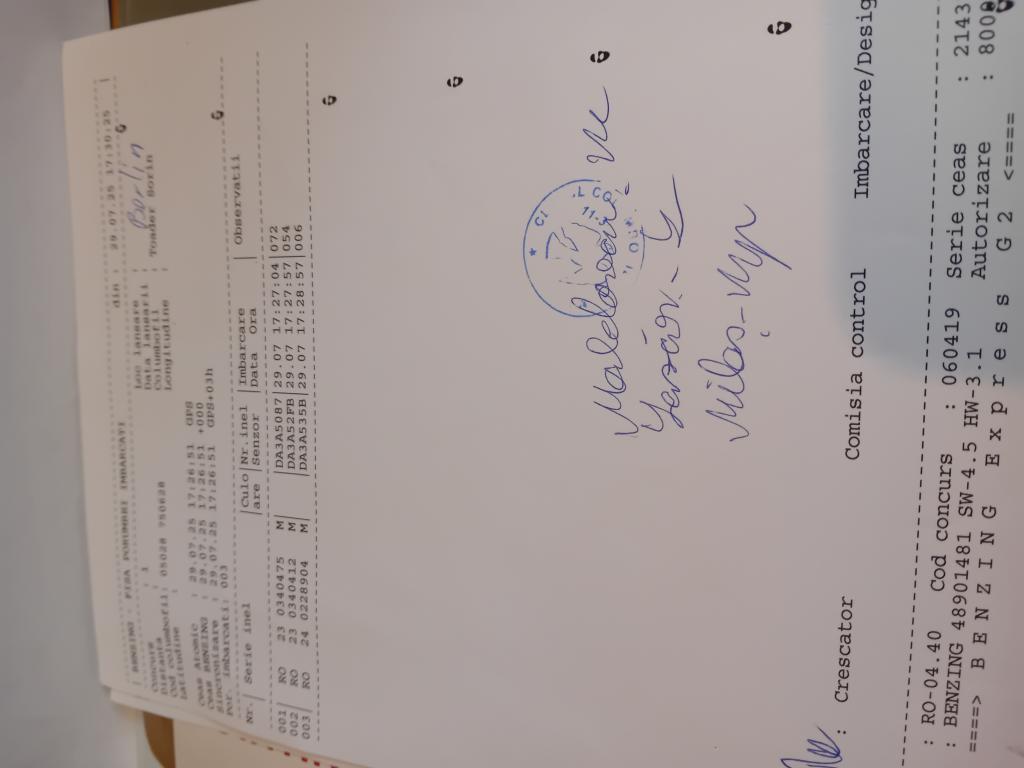 BENZING - FISA PORUMBEI IMBARCATI din : 29.07.25 17:30:25
Concurs : 1 Loc lansare : Berlin
Distanta : Data lansarii :
Cod columbofil: 05028 750628 Columbofil : Toader Sorin
Latitudine : Longitudine :
Ceas Atomic : 29.07.25 17:26:51 GPS
Ceas BENZING : 29.07.25 17:26:51 +000
Sincronizare : 29.07.25 17:26:51 GPS+03h
Por. imbarcati: 003
Nr.| Serie inel |Culo|Nr.inel |Imbarcare | Observatii
|are |Senzor |Data Ora |
001| RO 23 0340475 M |DA3A5087|29.07 17:27:04|072
002| RO 23 0340412 M |DA3A52FB|29.07 17:27:57|054
003| RO 24 0228904 M |DA3A535B|29.07 17:28:57|006
: Crescator Comisia control Imbarcare/Desig
: RO-04.40 Cod concurs : 060419 Serie ceas : 2143
: BENZING 48901481 SW-4.5 HW-3.1 Autorizare : 8000
====> B E N Z I N G E x p r e s s G 2 <=====